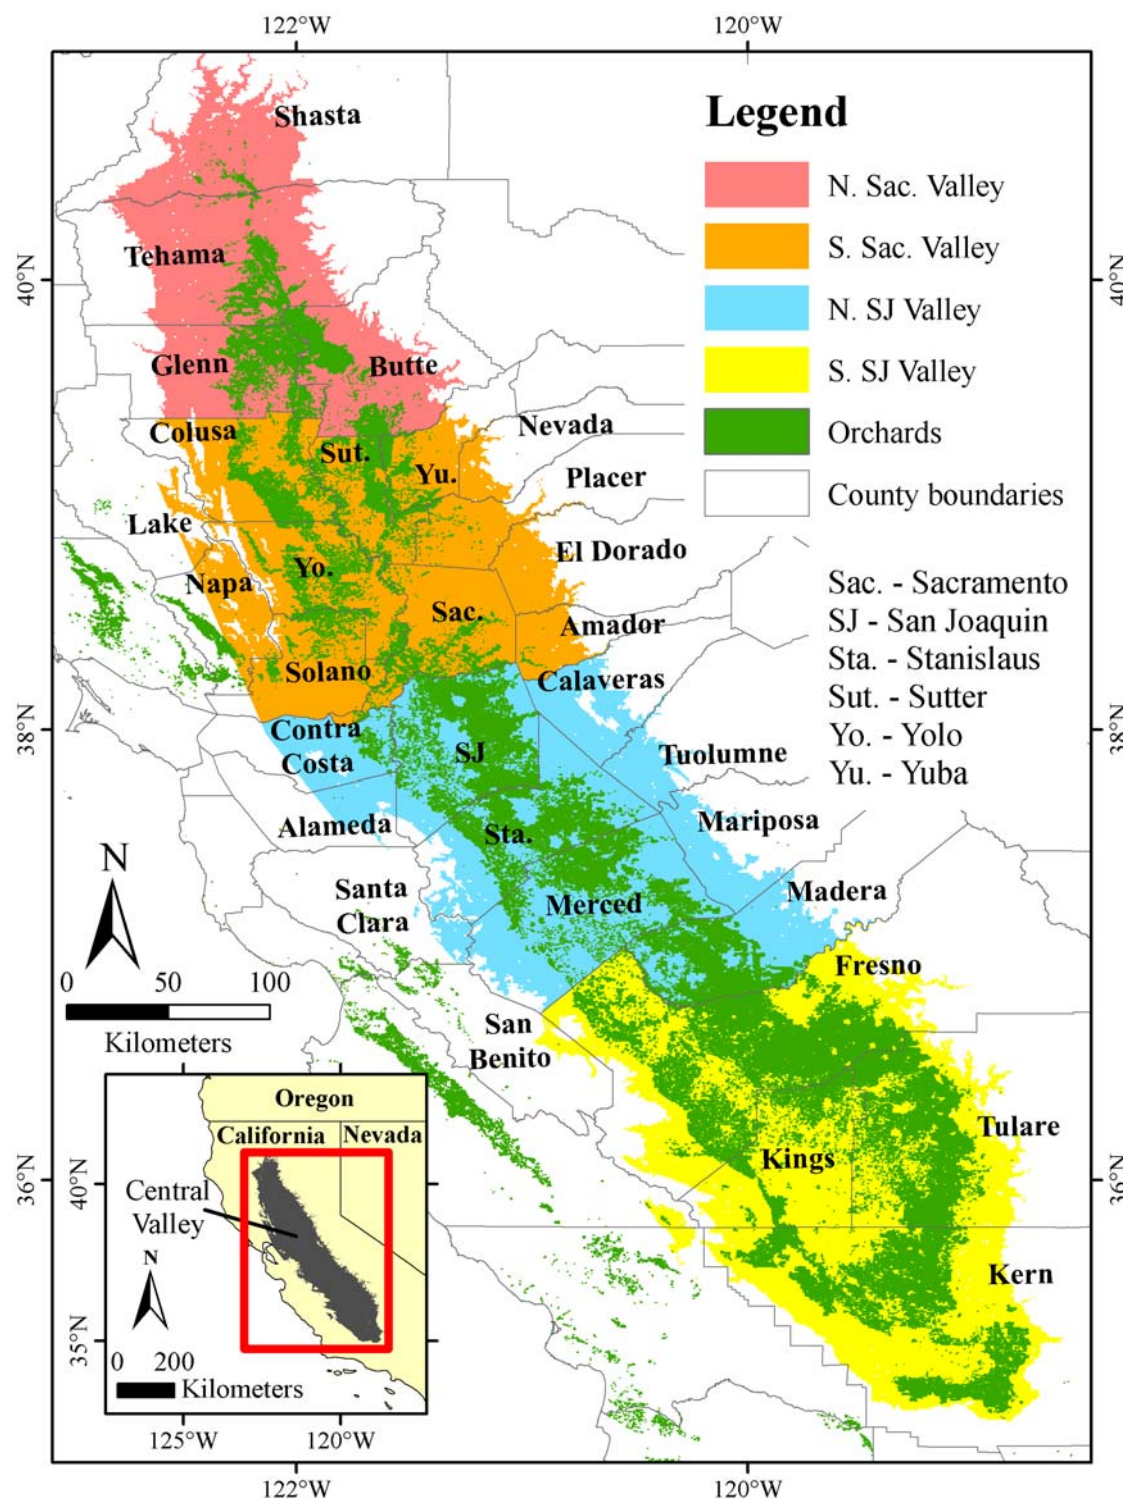 122°W
120°W
Legend
N. Sac. Valley
S. Sac. Valley
N. SJ Valley
S. SJ Valley
Orchards
County boundaries
Sac. - Sacramento
SJ - San Joaquin
Sta. - Stanislaus
Sut. - Sutter
Yo. - Yolo
Yu. - Yuba
Shasta
Tehama
40°N
40°N
Glenn
Butte
Colusa
Nevada
Sut.
Yu.
Placer
Lake
El Dorado
Napa
Yo.
Sac.
Amador
Solano
Calaveras
38°N
38°N
Contra
Costa
SJ
Tuolumne
Alameda
Sta.
Mariposa
Santa
Clara
Merced
Madera
N
0 50 100
Kilometers
Fresno
San
Benito
Tulare
Kings
36°N
36°N
Kern
Oregon
California
Nevada
40°N
Central
Valley
N
35°N
0 200
Kilometers
125°W
120°W
122°W
120°W